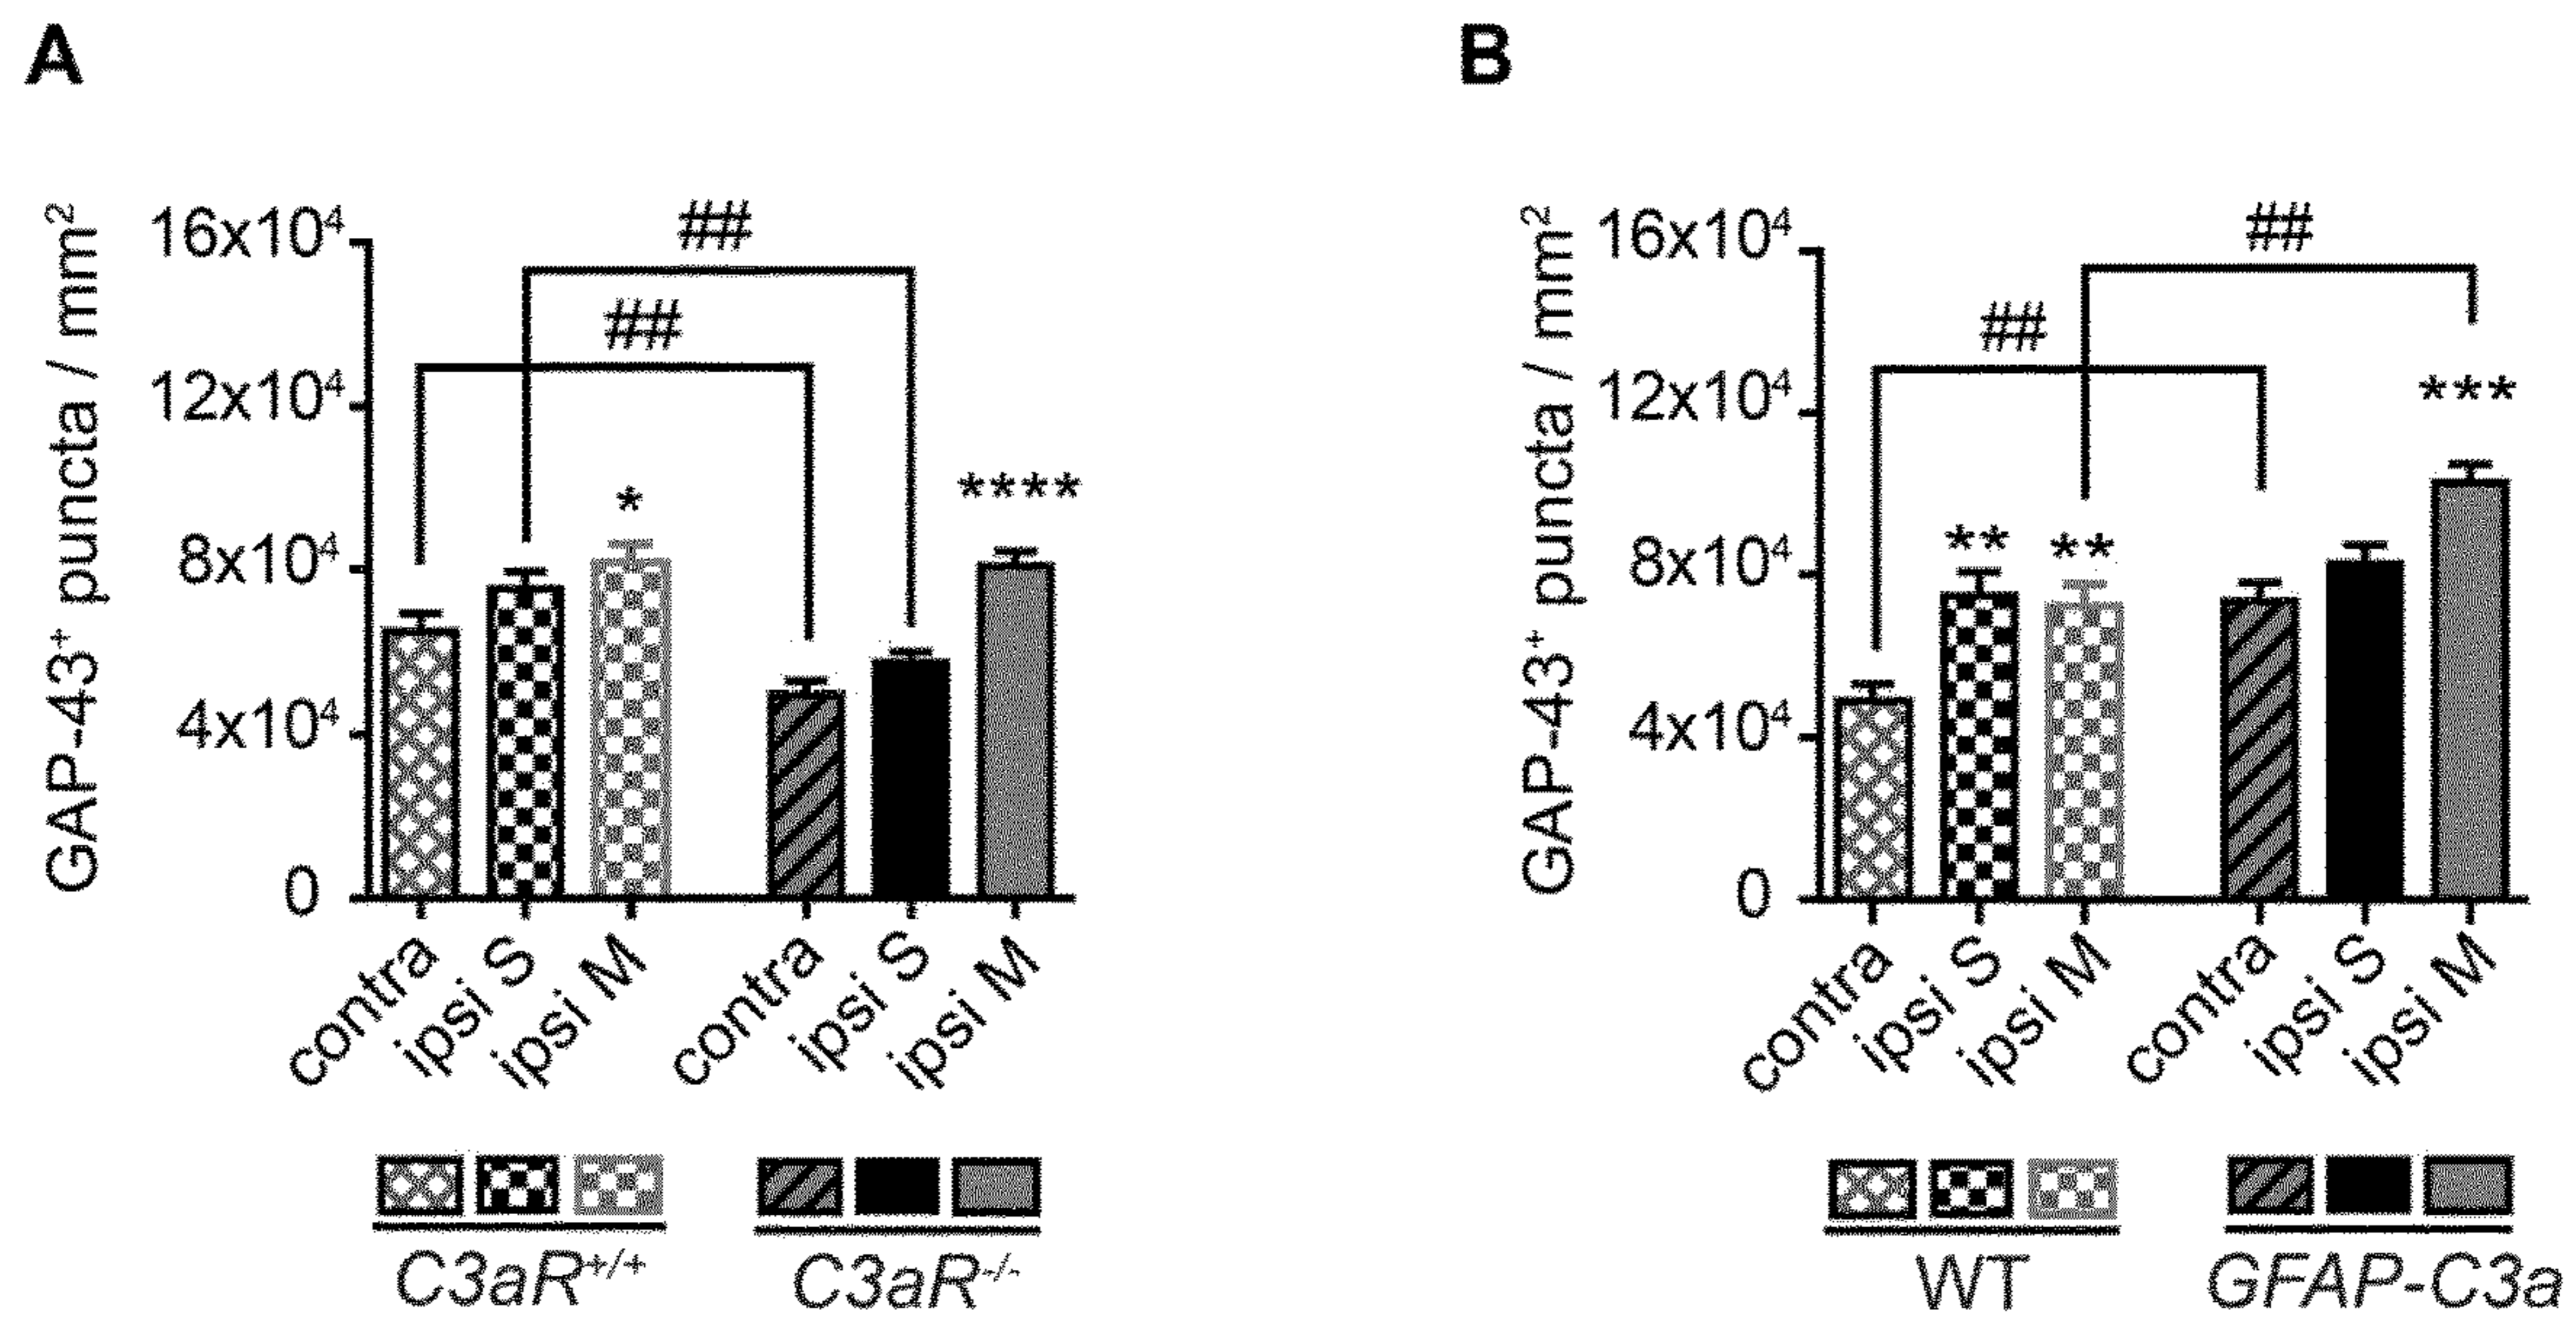 A
GAP-43⁺ puncta / mm²
16x10⁴
12x10⁴
8x10⁴
4x10⁴
0
##
##
*
****
contra
ipsi S
ipsi M
contra
ipsi S
ipsi M
C3aR⁺/⁺
C3aR⁻/⁻
B
GAP-43⁺ puncta / mm²
16x10⁴
12x10⁴
8x10⁴
4x10⁴
0
##
##
***
**
**
contra
ipsi S
ipsi M
contra
ipsi S
ipsi M
WT
GFAP-C3a